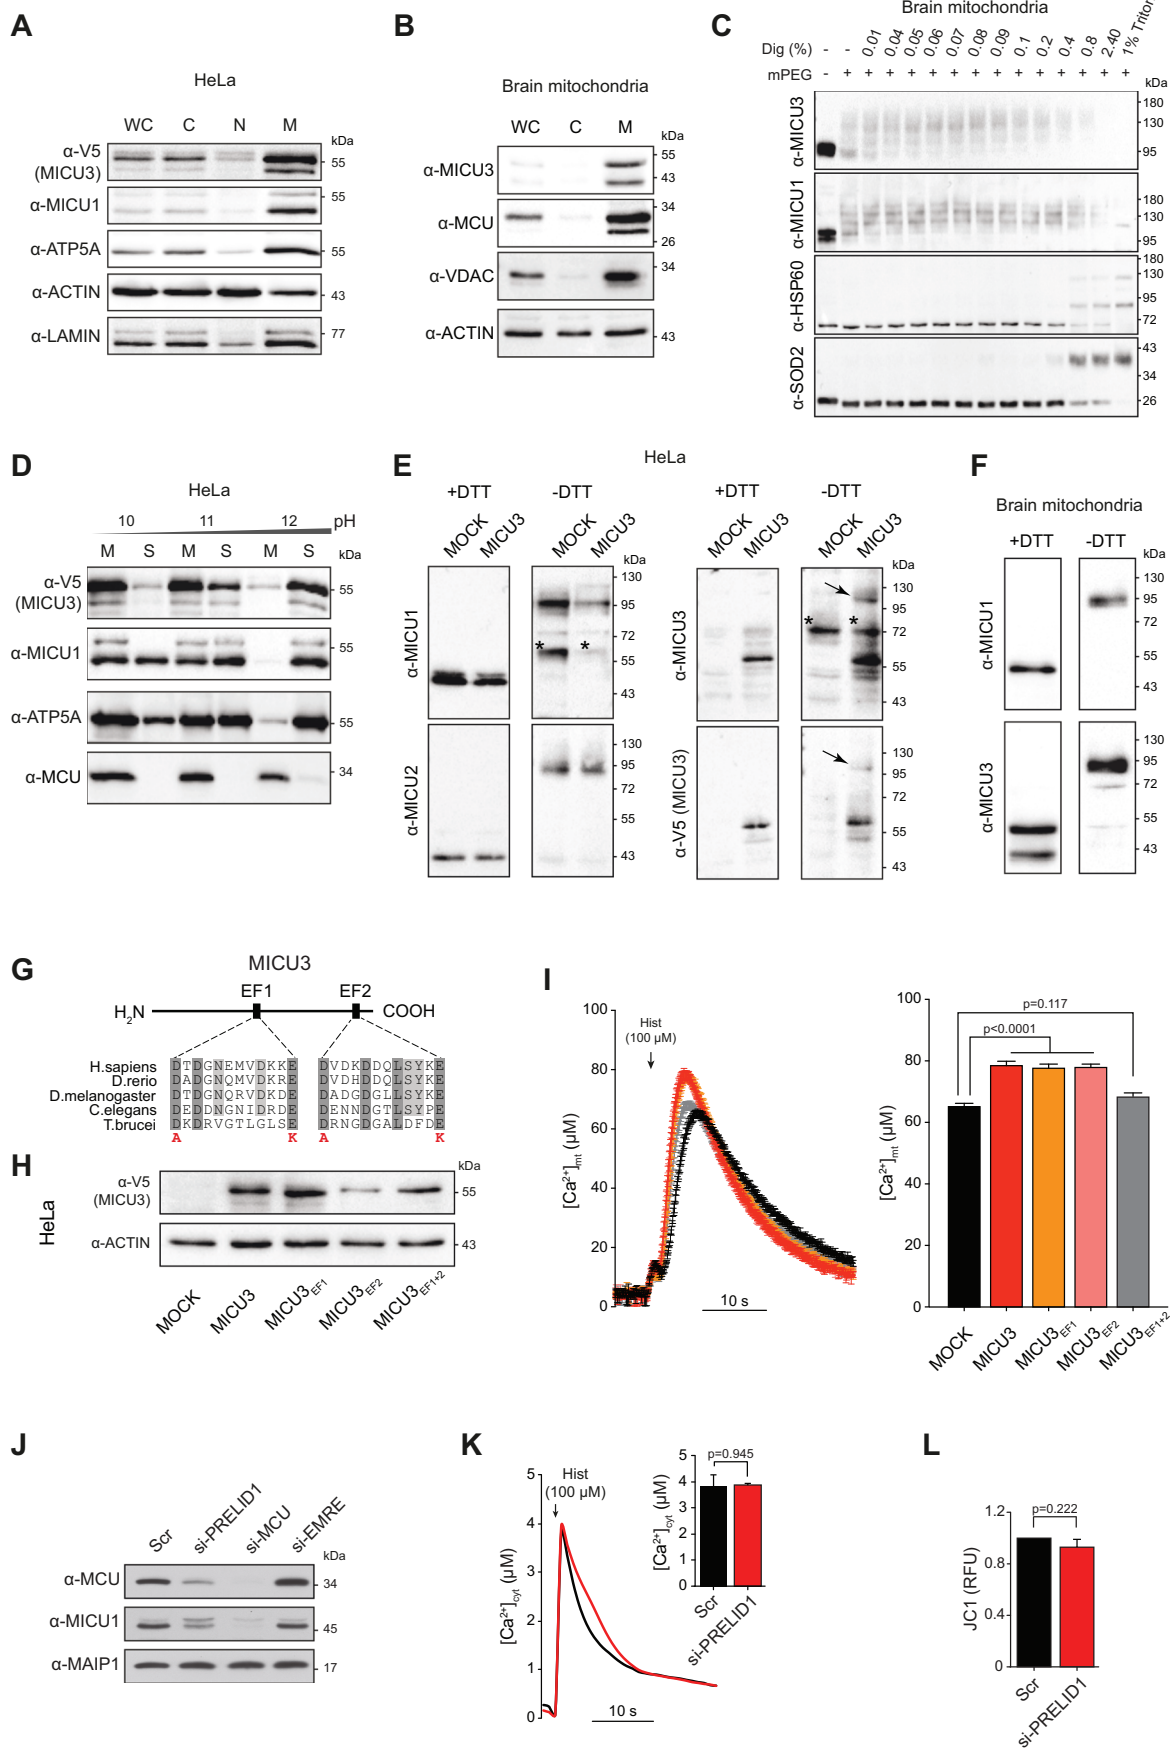 A
HeLa
WC C N M
kDa
α-V5
(MICU3)
55
α-MICU1
55
43
α-ATP5A
55
α-ACTIN
43
α-LAMIN
77
B
Brain mitochondria
WC C M
kDa
α-MICU3
55
43
α-MCU
34
26
α-VDAC
34
α-ACTIN
43
C
Brain mitochondria
Dig (%) - - 0.01 0.04 0.05 0.06 0.07 0.08 0.09 0.1 0.2 0.4 0.8 2.40 1% Triton
mPEG - + + + + + + + + + + + + +
kDa
α-MICU3
180
130
95
α-MICU1
180
130
95
α-HSP60
180
130
95
72
α-SOD2
43
34
26
D
HeLa
10 11 12 pH
M S M S M S
kDa
α-V5
(MICU3)
55
α-MICU1
α-ATP5A
55
α-MCU
34
E
HeLa
+DTT -DTT +DTT -DTT
MOCK MICU3 MOCK MICU3 MOCK MICU3 MOCK MICU3
kDa
α-MICU1
* *
130
95
72
55
43
α-MICU2
130
95
72
55
43
kDa
α-MICU3
* *
130
95
72
55
43
α-V5 (MICU3)
130
95
72
55
43
F
Brain mitochondria
+DTT -DTT
kDa
α-MICU1
130
95
72
55
43
α-MICU3
130
95
72
55
43
G
MICU3
EF1 EF2
H2N COOH
H.sapiens DTDGNEMVDKKE DVDKDDQLSYKE
D.rerio DADGNQMVDKRE DVDHDDQLSYKE
D.melanogaster DTDGNQRVDKDE DADGDGLLSYKE
C.elegans DEDDNGNIDRDE DENNDGTLSYPE
T.brucei DKDRVGTLGLSE DRNGDGALDFDE
A K A K
H
HeLa
kDa
α-V5
(MICU3)
55
α-ACTIN
43
MOCK MICU3 MICU3EF1 MICU3EF2 MICU3EF1+2
I
[Ca2+]mt (μM)
100
80
60
40
20
0
Hist
(100 μM)
10 s
[Ca2+]mt (μM)
100
80
60
40
20
0
p=0.117
p<0.0001
MOCK MICU3 MICU3EF1 MICU3EF2 MICU3EF1+2
J
Scr si-PRELID1 si-MCU si-EMRE
kDa
α-MCU
34
α-MICU1
45
α-MAIP1
17
K
[Ca2+]cyt (μM)
5
4
3
2
1
0
Hist
(100 μM)
10 s
[Ca2+]cyt (μM)
5
4
3
2
1
0
p=0.945
Scr si-PRELID1
L
JC1 (RFU)
1.2
0.8
0.4
0
p=0.222
Scr si-PRELID1